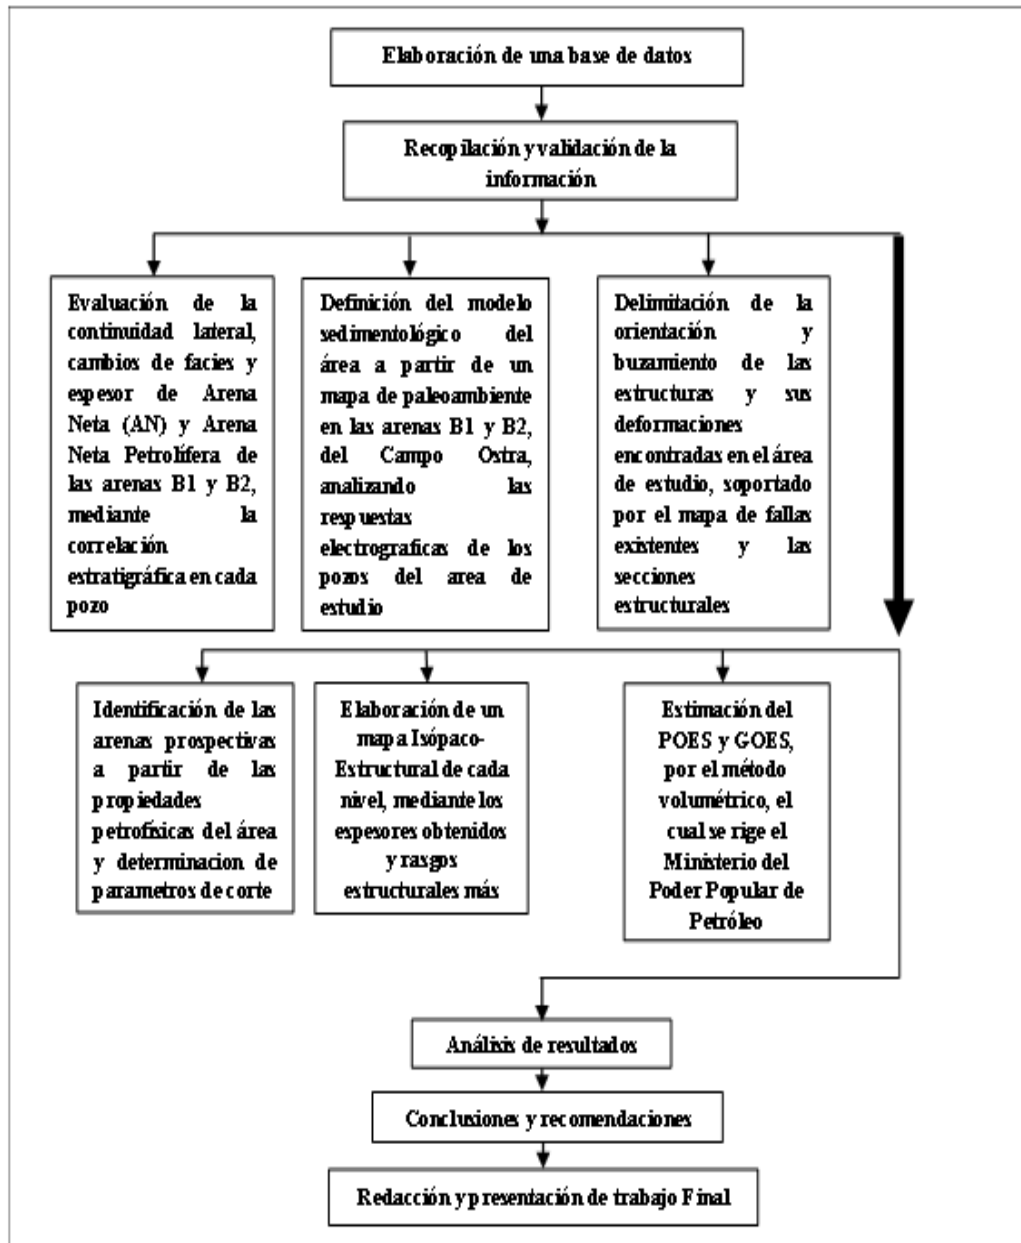 Elaboración de una base de datos
Recopilación y validación de la
información
Evaluación de la
continuidad lateral,
cambios de facies y
espesor de Arena
Neta (AN) y Arena
Neta Petrolífera de
las arenas B1 y B2,
mediante la
correlación
estratigráfica en cada
pozo
Definición del modelo
sedimentológico del
área a partir de un
mapa de paleoambiente
en las arenas B1 y B2,
del Campo Ostra,
analizando las
respuestas
electrograficas de los
pozos del area de
estudio
Delimitación de la
orientación y
buzamiento de las
estructuras y sus
deformaciones
encontradas en el área
de estudio, soportado
por el mapa de fallas
existentes y las
secciones
estructurales
Identificación de las
arenas prospectivas
a partir de las
propiedades
petrofísicas del área
y determinacion de
parametros de corte
Elaboración de un
mapa Isópaco-
Estructural de cada
nivel, mediante los
espesores obtenidos
y rasgos
estructurales más
Estimación del
POES y GOES,
por el método
volumétrico, el
cual se rige el
Ministerio del
Poder Popular de
Petróleo
Análisis de resultados
Conclusiones y recomendaciones
Redacción y presentación de trabajo Final